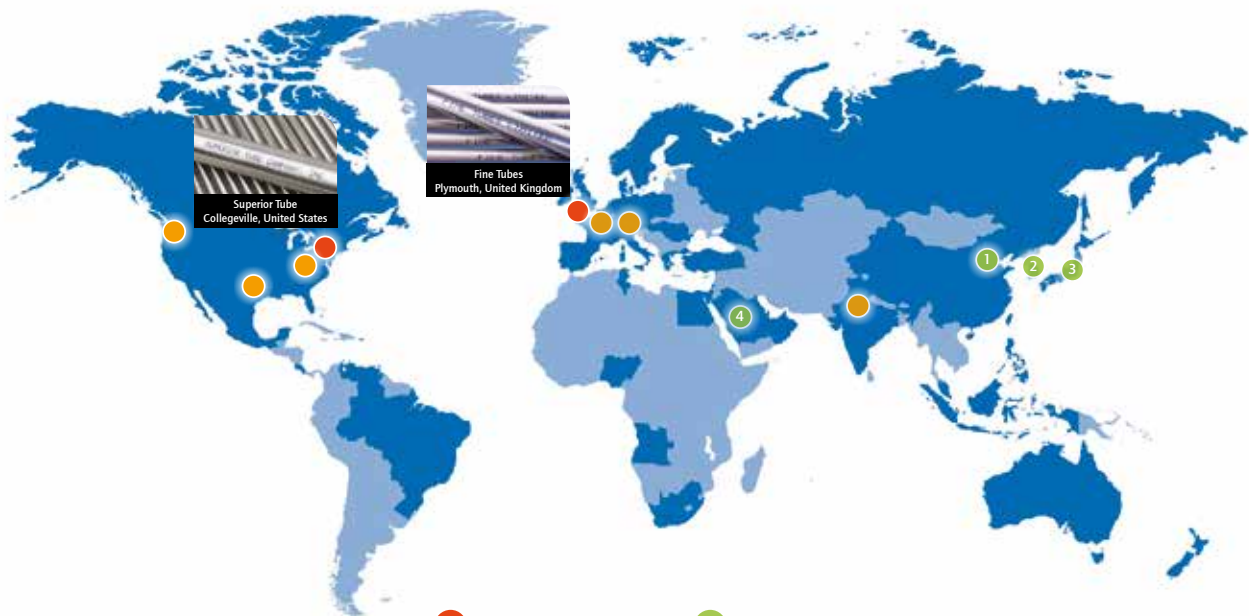 Superior Tube
Collegeville, United States
Fine Tubes
Plymouth, United Kingdom
1
2
3
4